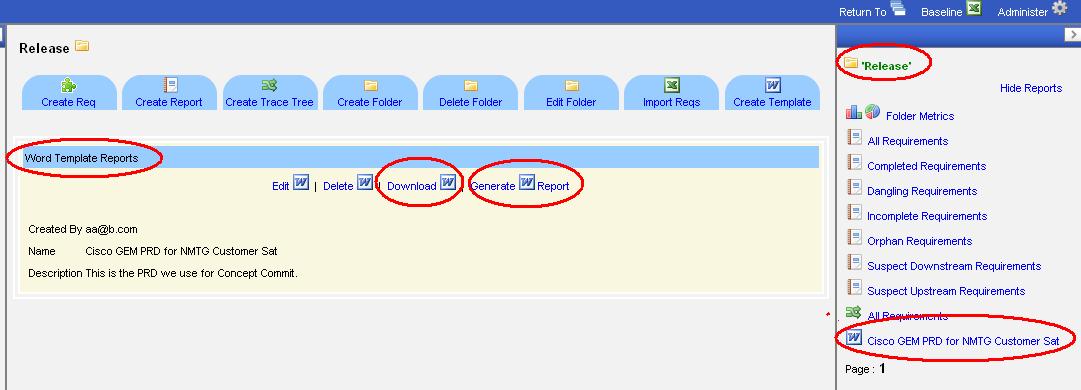 Return To Baseline Administer
Release
Create Req Create Report Create Trace Tree Create Folder Delete Folder Edit Folder Import Reqs Create Template
Word Template Reports
Edit | Delete | Download | Generate Report
Created By aa@b.com
Name Cisco GEM PRD for NMTG Customer Sat
Description This is the PRD we use for Concept Commit.
'Release'
Hide Reports
Folder Metrics
All Requirements
Completed Requirements
Dangling Requirements
Incomplete Requirements
Orphan Requirements
Suspect Downstream Requirements
Suspect Upstream Requirements
All Requirements
Cisco GEM PRD for NMTG Customer Sat
Page : 1